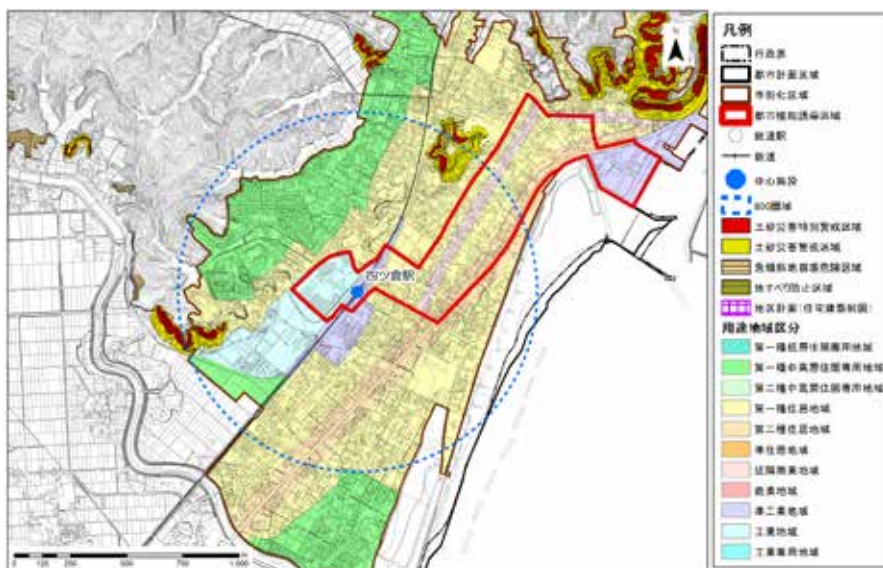 凡例
行政界
都市計画区域
市街化区域
都市機能誘導区域
鉄道駅
鉄道
中心施設
800圏域
土砂災害特別警戒区域
土砂災害警戒区域
急傾斜地崩壊危険区域
地すべり防止区域
地区計画(住宅建築制限)
用途地域区分
第一種低層住居専用地域
第一種中高層住居専用地域
第二種中高層住居専用地域
第一種住居地域
第二種住居地域
準住居地域
近隣商業地域
商業地域
準工業地域
工業地域
工業専用地域
四ツ倉駅
0 125 250 500 750 1,000